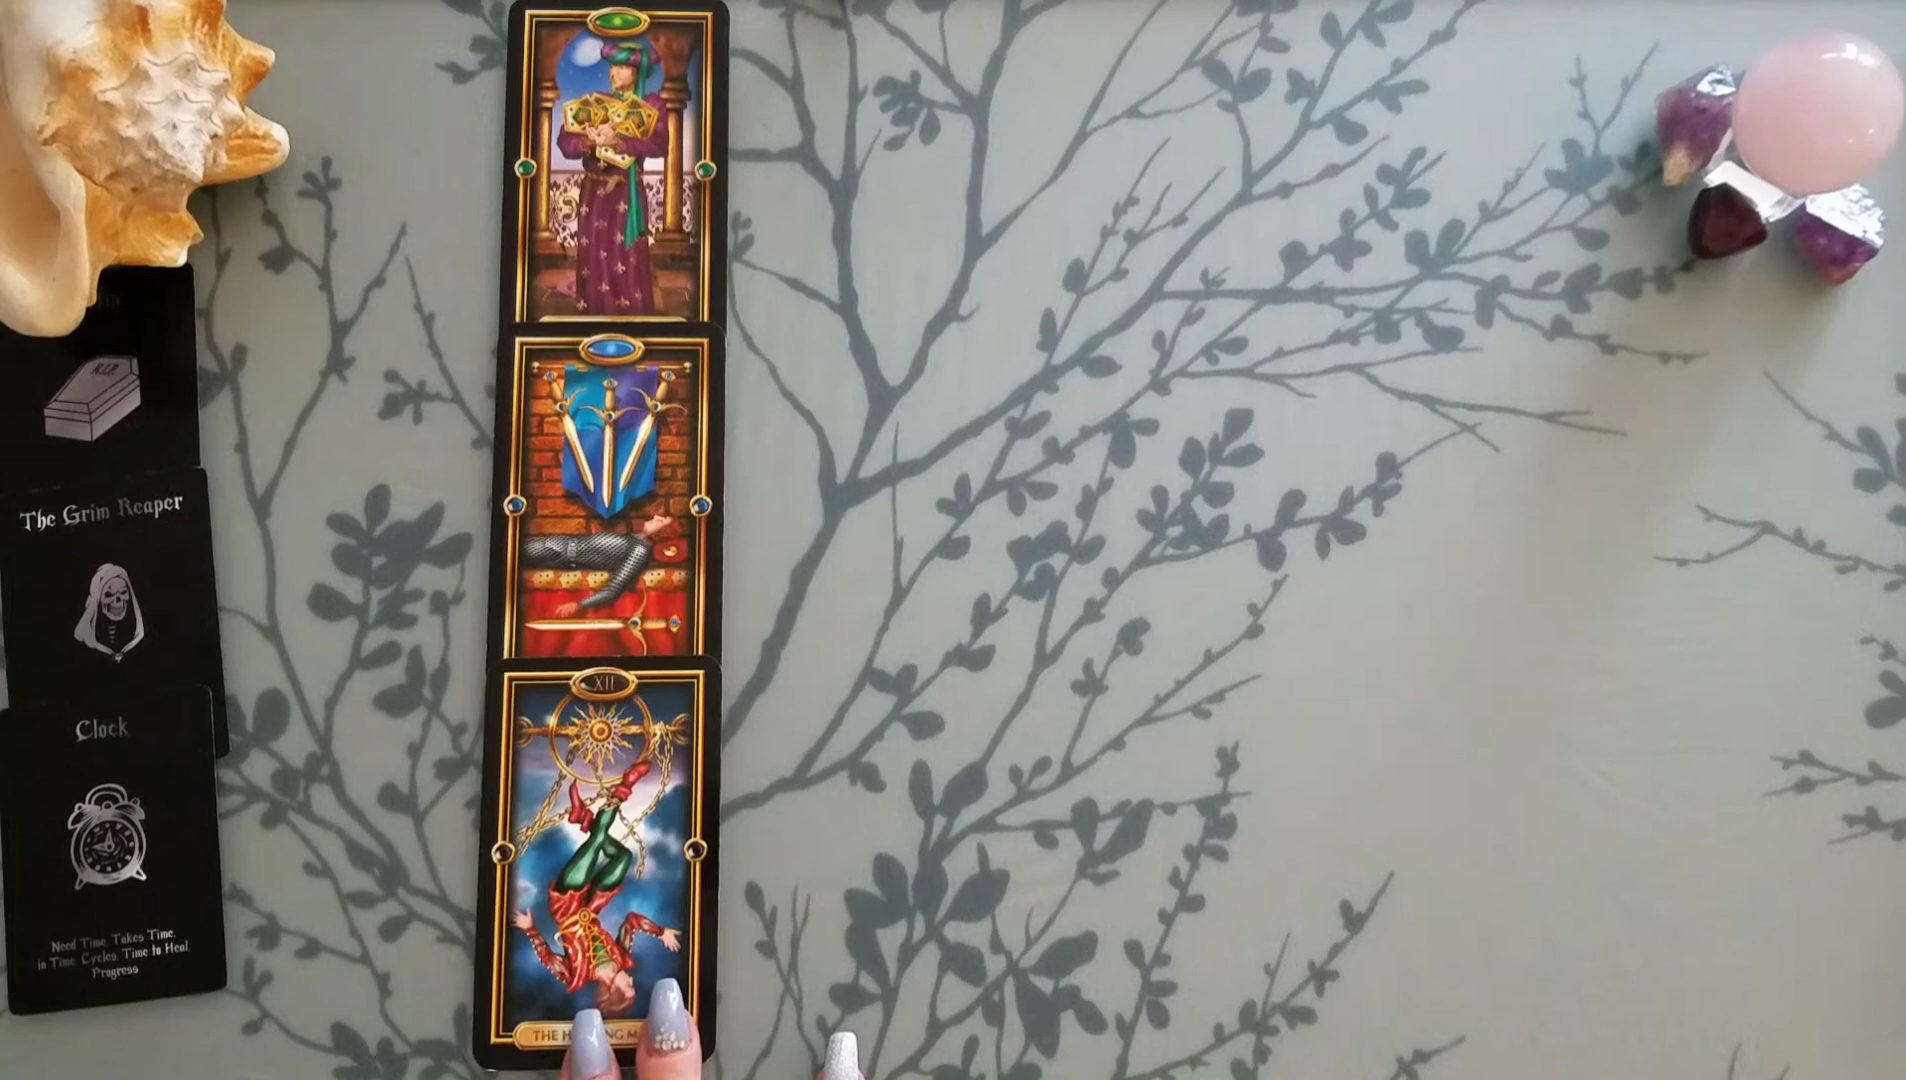 R.I.P.
The Grim Reaper
Clock
Need Time, Takes Time,
in Time, Cycles, Time to Heal,
Progress
XII
THE